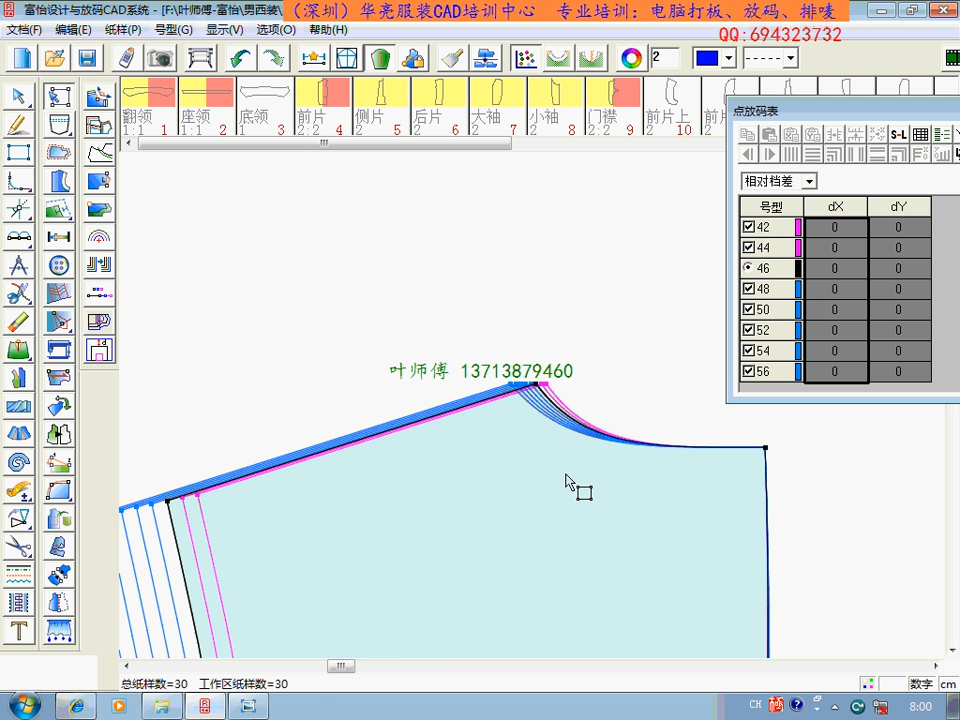 富怡设计与放码CAD系统 - [F:\叶师傅-富怡\男西装\
(深圳)华亮服装CAD培训中心 专业培训：电脑打板、放码、排唛
QQ:694323732
文档(F) 编辑(E) 纸样(P) 号型(G) 显示(V) 选项(O) 帮助(H)
2
翻领 座领 底领 前片 侧片 后片 大袖 小袖 门襟 前片上 前片
1:1 1 1:1 2 3 2:2 4 2 5 2 6 2 7 2 8 2:2 9 2 10 2
点放码表
S-L
相对档差
号型 dX dY
42 0 0
44 0 0
46 0 0
48 0 0
50 0 0
52 0 0
54 0 0
56 0 0
叶师傅 13713879460
T
总纸样数=30 工作区纸样数=30
数字 cm
CH
8:00